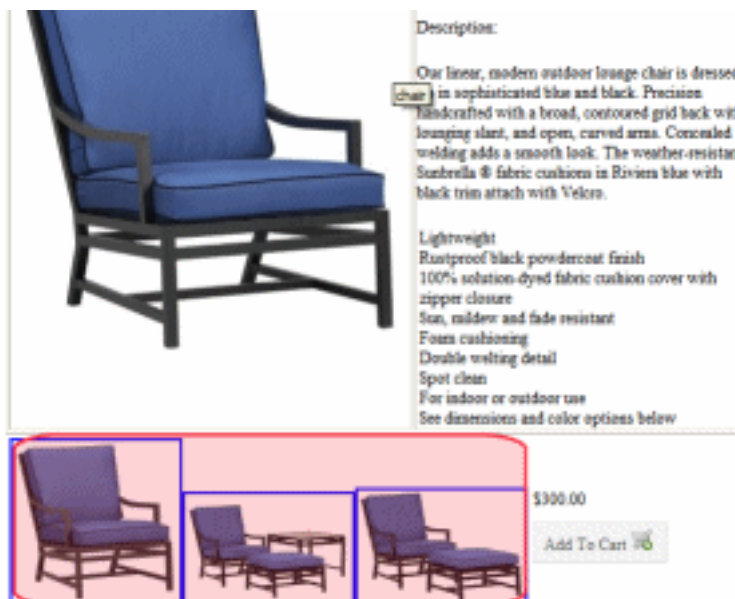 Description:
Our linear, modern outdoor lounge chair is dressed
chair
in sophisticated blue and black. Precision
handcrafted with a broad, contoured grid back with
lounging slant, and open, curved arms. Concealed
welding adds a smooth look. The weather-resistan
Sunbrella ® fabric cushions in Riviera blue with
black trim attach with Velcro.
Lightweight
Rustproof black powdercoat finish
100% solution-dyed fabric cushion cover with
zipper closure
Sun, mildew and fade resistant
Foam cushioning
Double welting detail
Spot clean
For indoor or outdoor use
See dimensions and color options below
$300.00
Add To Cart